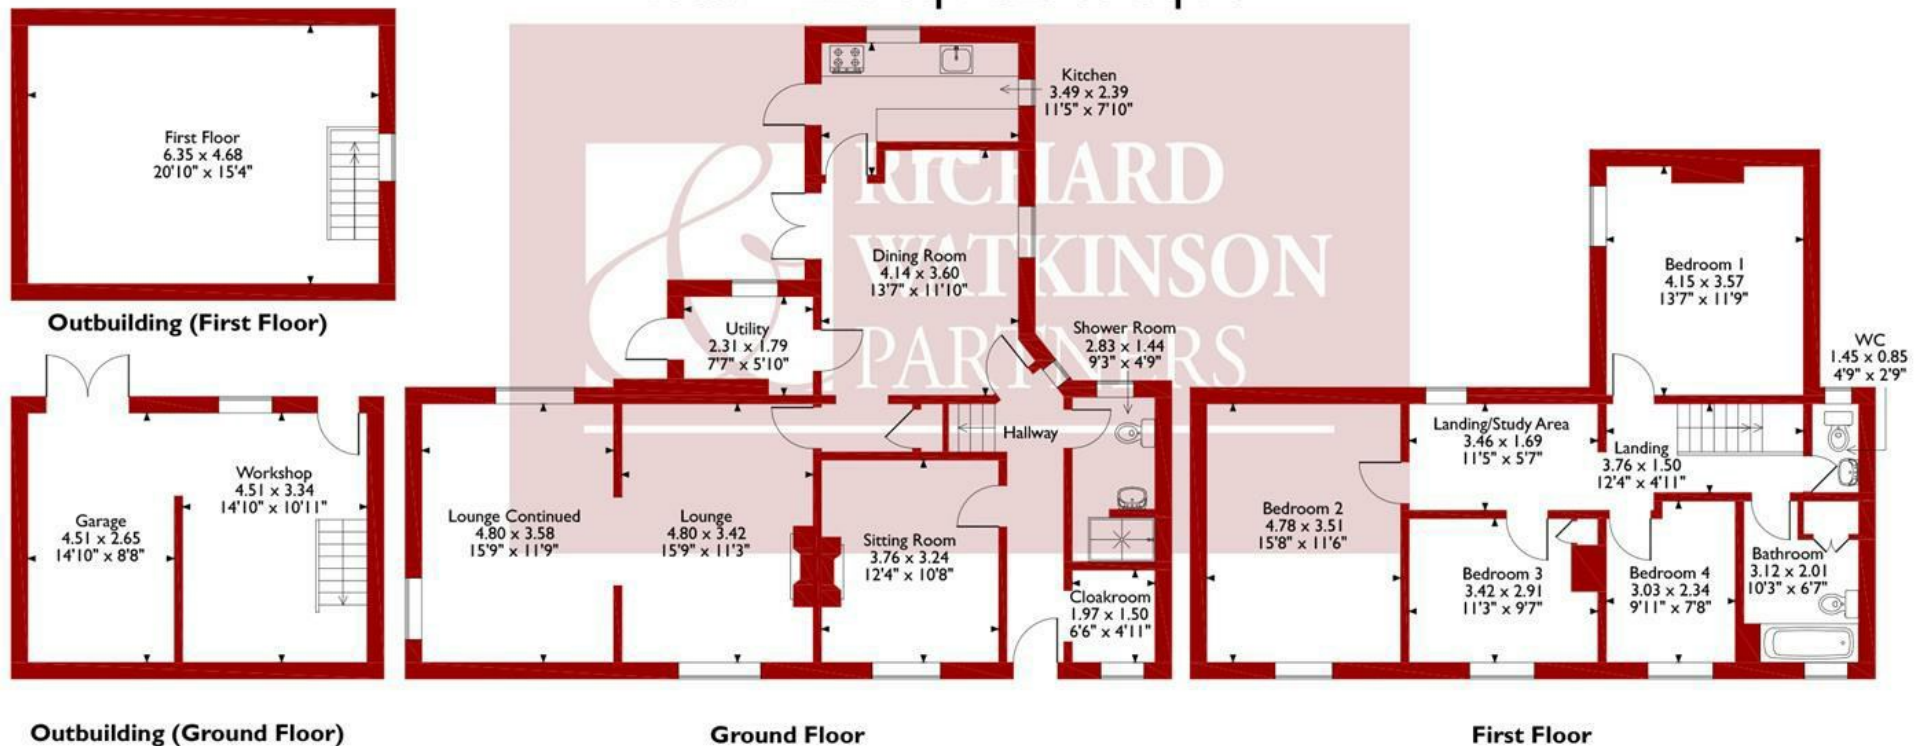 Kitchen
3.49 x 2.39
11'5" x 7'10"
First Floor
6.35 x 4.68
20'10" x 15'4"
RICHARD
WATKINSON
PARTNERS
Dining Room
4.14 x 3.60
13'7" x 11'10"
Bedroom 1
4.15 x 3.57
13'7" x 11'9"
Outbuilding (First Floor)
Utility
2.31 x 1.79
7'7" x 5'10"
Shower Room
2.83 x 1.44
9'3" x 4'9"
WC
1.45 x 0.85
4'9" x 2'9"
Hallway
Landing/Study Area
3.46 x 1.69
11'5" x 5'7"
Landing
3.76 x 1.50
12'4" x 4'11"
Workshop
4.51 x 3.34
14'10" x 10'11"
Garage
4.51 x 2.65
14'10" x 8'8"
Lounge Continued
4.80 x 3.58
15'9" x 11'9"
Lounge
4.80 x 3.42
15'9" x 11'3"
Sitting Room
3.76 x 3.24
12'4" x 10'8"
Cloakroom
1.97 x 1.50
6'6" x 4'11"
Bedroom 2
4.78 x 3.51
15'8" x 11'6"
Bedroom 3
3.42 x 2.91
11'3" x 9'7"
Bedroom 4
3.03 x 2.34
9'11" x 7'8"
Bathroom
3.12 x 2.01
10'3" x 6'7"
Outbuilding (Ground Floor)
Ground Floor
First Floor